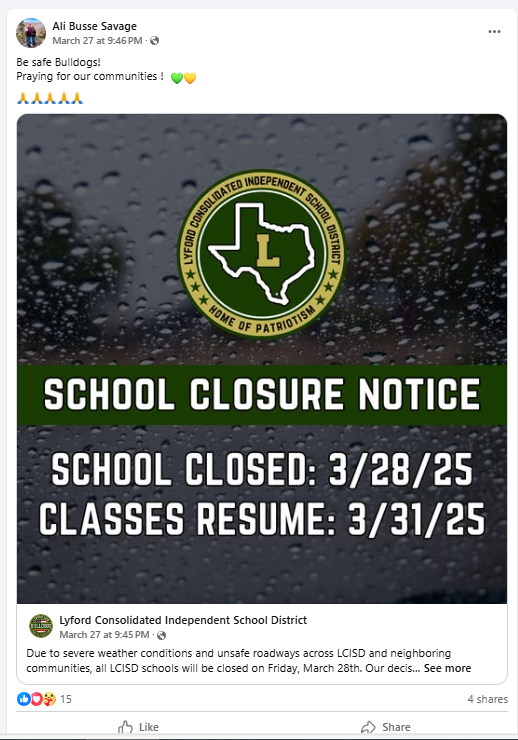 Ali Busse Savage
March 27 at 9:46 PM ·
Be safe Bulldogs!
Praying for our communities ! 💚💛
🙏🙏🙏🙏🙏
LYFORD CONSOLIDATED INDEPENDENT SCHOOL DISTRICT
L
HOME OF PATRIOTISM
SCHOOL CLOSURE NOTICE
SCHOOL CLOSED: 3/28/25
CLASSES RESUME: 3/31/25
BULLDOGS
Lyford Consolidated Independent School District
March 27 at 9:45 PM ·
Due to severe weather conditions and unsafe roadways across LCISD and neighboring
communities, all LCISD schools will be closed on Friday, March 28th. Our decis... See more
15
4 shares
Like
Share